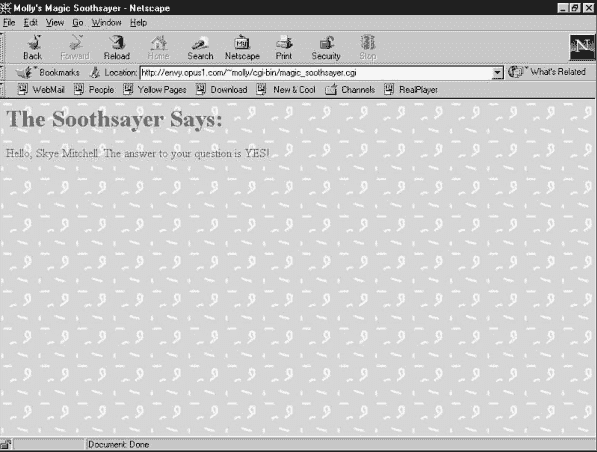 Molly's Magic Soothsayer - Netscape
File Edit View Go Window Help
Back Forward Reload Home Search Netscape Print Security Stop
Bookmarks Location: http://envy.opus1.com/~molly/cgi-bin/magic_soothsayer.cgi What's Related
WebMail People Yellow Pages Download New & Cool Channels RealPlayer
The Soothsayer Says:
Hello, Skye Mitchell. The answer to your question is YES!
Document: Done